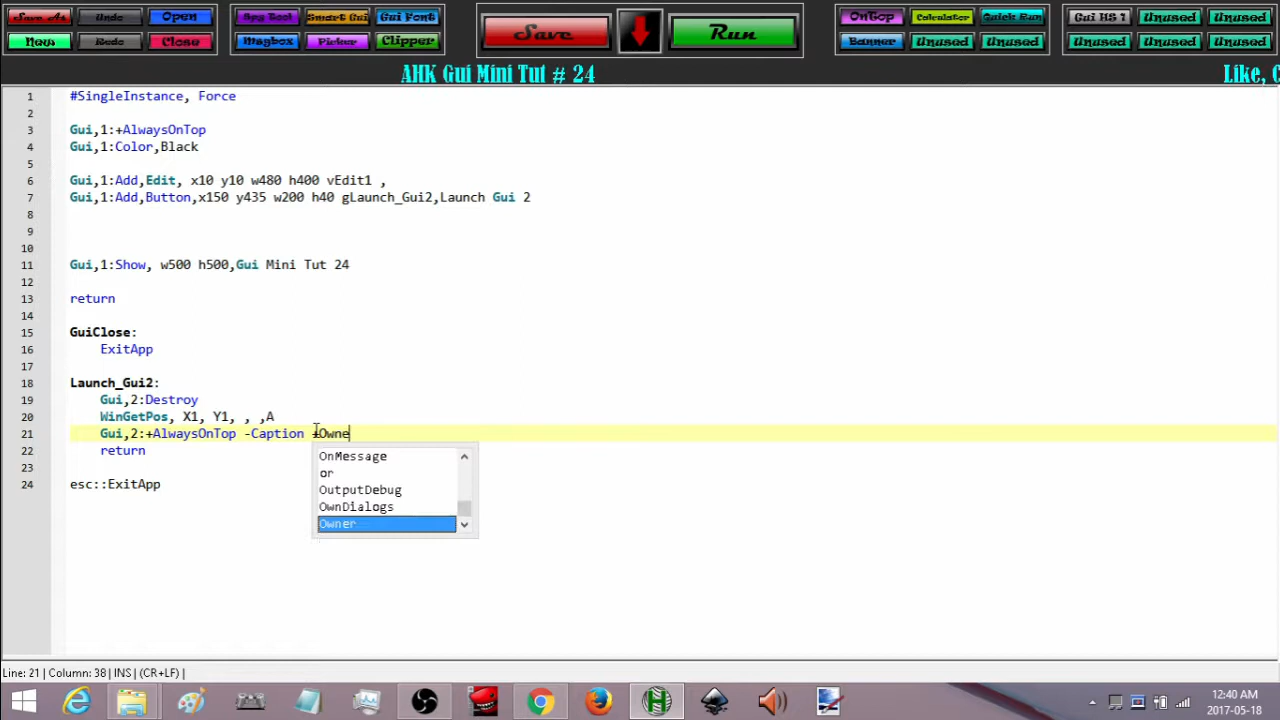 Save As Undo Open Spy Tool Smart Gui Gui Font Save Run OnTop Calculator Quick Run Gui HS 1 Unused Unused
New Redo Close Msgbox Picker Clipper Banner Unused Unused Unused Unused Unused
AHK Gui Mini Tut # 24 Like, C
1 #SingleInstance, Force
2
3 Gui,1:+AlwaysOnTop
4 Gui,1:Color,Black
5
6 Gui,1:Add,Edit, x10 y10 w480 h400 vEdit1 ,
7 Gui,1:Add,Button,x150 y435 w200 h40 gLaunch_Gui2,Launch Gui 2
8
9
10
11 Gui,1:Show, w500 h500,Gui Mini Tut 24
12
13 return
14
15 GuiClose:
16 ExitApp
17
18 Launch_Gui2:
19 Gui,2:Destroy
20 WinGetPos, X1, Y1, , ,A
21 Gui,2:+AlwaysOnTop -Caption +Owne
22 return
OnMessage
23
or
24 esc::ExitApp
OutputDebug
OwnDialogs
Owner
Line: 21 | Column: 38 | INS | (CR+LF) |
12:40 AM
2017-05-18